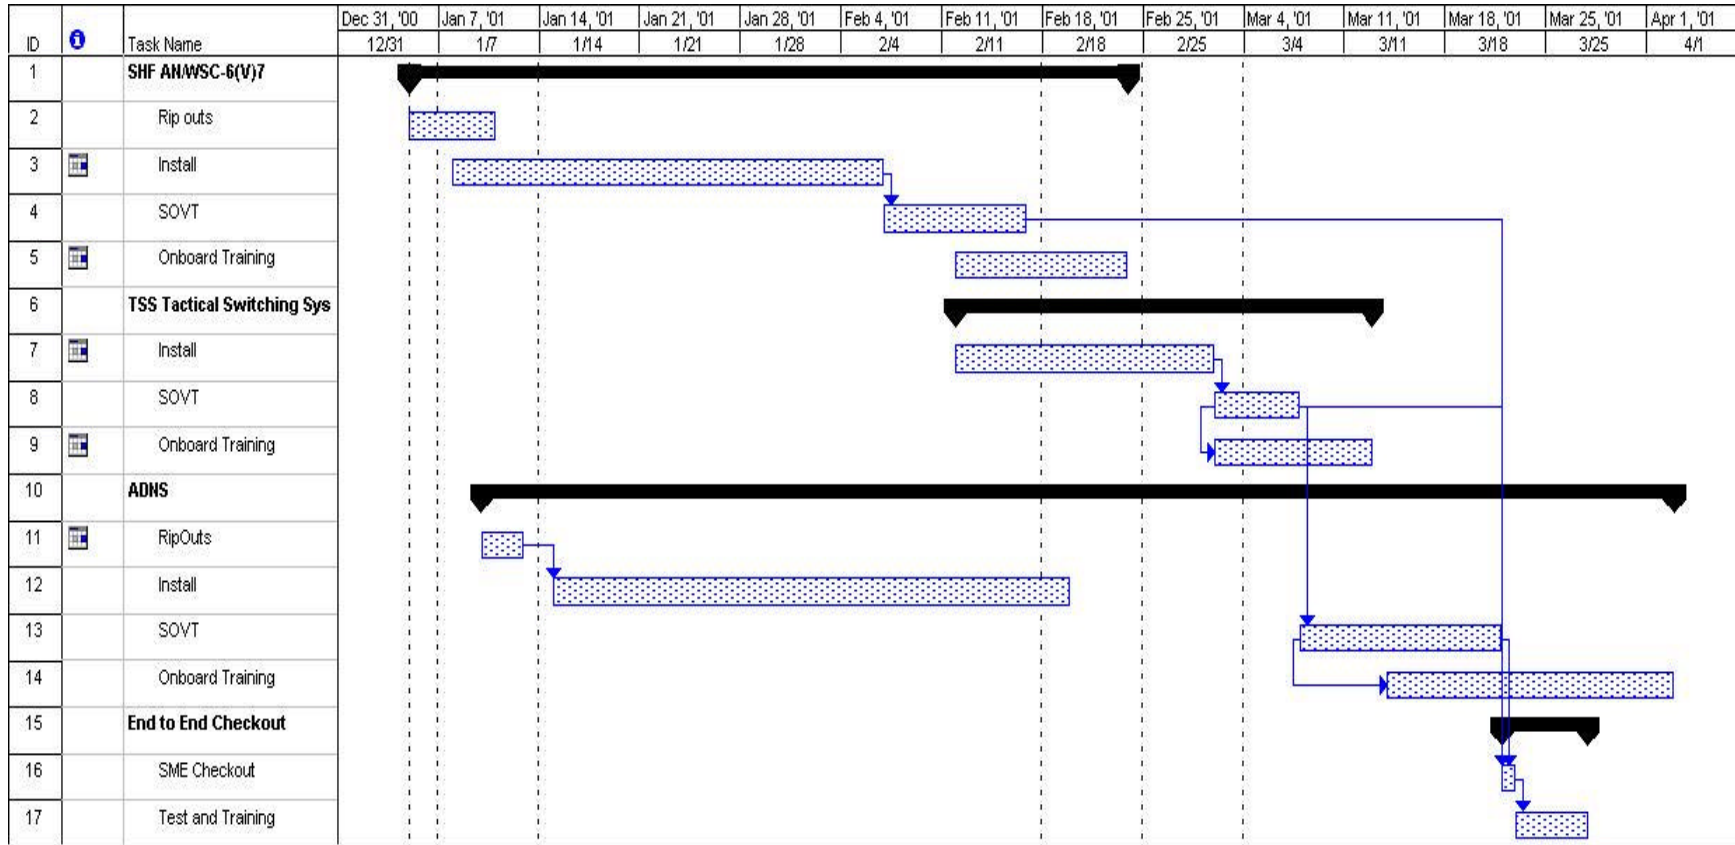 Dec 31, '00 Jan 7, '01 Jan 14, '01 Jan 21, '01 Jan 28, '01 Feb 4, '01 Feb 11, '01 Feb 18, '01 Feb 25, '01 Mar 4, '01 Mar 11, '01 Mar 18, '01 Mar 25, '01 Apr 1, '01
ID i Task Name 12/31 1/7 1/14 1/21 1/28 2/4 2/11 2/18 2/25 3/4 3/11 3/18 3/25 4/1
1 SHF AN/WSC-6(V)7
2 Rip outs
3 Install
4 SOVT
5 Onboard Training
6 TSS Tactical Switching Sys
7 Install
8 SOVT
9 Onboard Training
10 ADNS
11 RipOuts
12 Install
13 SOVT
14 Onboard Training
15 End to End Checkout
16 SME Checkout
17 Test and Training